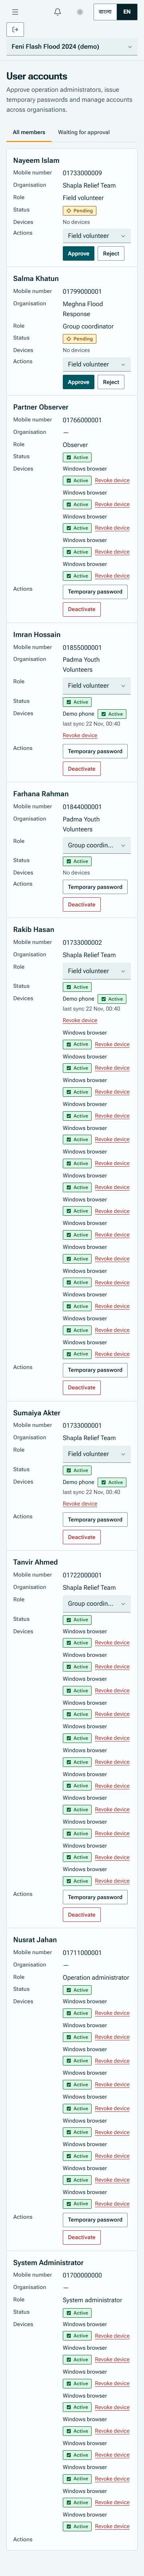 বাংলা EN
Feni Flash Flood 2024 (demo)
User accounts
Approve operation administrators, issue
temporary passwords and manage accounts
across organisations.
All members Waiting for approval
Nayeem Islam
Mobile number 01733000009
Organisation Shapla Relief Team
Role Field volunteer
Status Pending
Devices No devices
Actions Field volunteer
Approve Reject
Salma Khatun
Mobile number 01799000001
Organisation Meghna Flood
Response
Role Group coordinator
Status Pending
Devices No devices
Actions Field volunteer
Approve Reject
Partner Observer
Mobile number 01766000001
Organisation —
Role Observer
Status Active
Devices Windows browser
Active Revoke device
Windows browser
Active Revoke device
Windows browser
Active Revoke device
Windows browser
Active Revoke device
Windows browser
Active Revoke device
Actions Temporary password
Deactivate
Imran Hossain
Mobile number 01855000001
Organisation Padma Youth
Volunteers
Role Field volunteer
Status Active
Devices Demo phone Active
last sync 22 Nov, 00:40
Revoke device
Actions Temporary password
Deactivate
Farhana Rahman
Mobile number 01844000001
Organisation Padma Youth
Volunteers
Role Group coordin...
Status Active
Devices No devices
Actions Temporary password
Deactivate
Rakib Hasan
Mobile number 01733000002
Organisation Shapla Relief Team
Role Field volunteer
Status Active
Devices Demo phone Active
last sync 22 Nov, 00:40
Revoke device
Windows browser
Active Revoke device
Windows browser
Active Revoke device
Windows browser
Active Revoke device
Windows browser
Active Revoke device
Windows browser
Active Revoke device
Windows browser
Active Revoke device
Windows browser
Active Revoke device
Windows browser
Active Revoke device
Windows browser
Active Revoke device
Windows browser
Active Revoke device
Windows browser
Active Revoke device
Windows browser
Active Revoke device
Windows browser
Active Revoke device
Windows browser
Active Revoke device
Actions Temporary password
Deactivate
Sumaiya Akter
Mobile number 01733000001
Organisation Shapla Relief Team
Role Field volunteer
Status Active
Devices Demo phone Active
last sync 22 Nov, 00:40
Revoke device
Actions Temporary password
Deactivate
Tanvir Ahmed
Mobile number 01722000001
Organisation Shapla Relief Team
Role Group coordin...
Status Active
Devices Windows browser
Active Revoke device
Windows browser
Active Revoke device
Windows browser
Active Revoke device
Windows browser
Active Revoke device
Windows browser
Active Revoke device
Windows browser
Active Revoke device
Windows browser
Active Revoke device
Windows browser
Active Revoke device
Windows browser
Active Revoke device
Windows browser
Active Revoke device
Windows browser
Active Revoke device
Actions Temporary password
Deactivate
Nusrat Jahan
Mobile number 01711000001
Organisation —
Role Operation administrator
Status Active
Devices Windows browser
Active Revoke device
Windows browser
Active Revoke device
Windows browser
Active Revoke device
Windows browser
Active Revoke device
Windows browser
Active Revoke device
Windows browser
Active Revoke device
Windows browser
Active Revoke device
Windows browser
Active Revoke device
Windows browser
Active Revoke device
Actions Temporary password
Deactivate
System Administrator
Mobile number 01700000000
Organisation —
Role System administrator
Status Active
Devices Windows browser
Active Revoke device
Windows browser
Active Revoke device
Windows browser
Active Revoke device
Windows browser
Active Revoke device
Windows browser
Active Revoke device
Windows browser
Active Revoke device
Windows browser
Active Revoke device
Windows browser
Active Revoke device
Windows browser
Active Revoke device
Actions